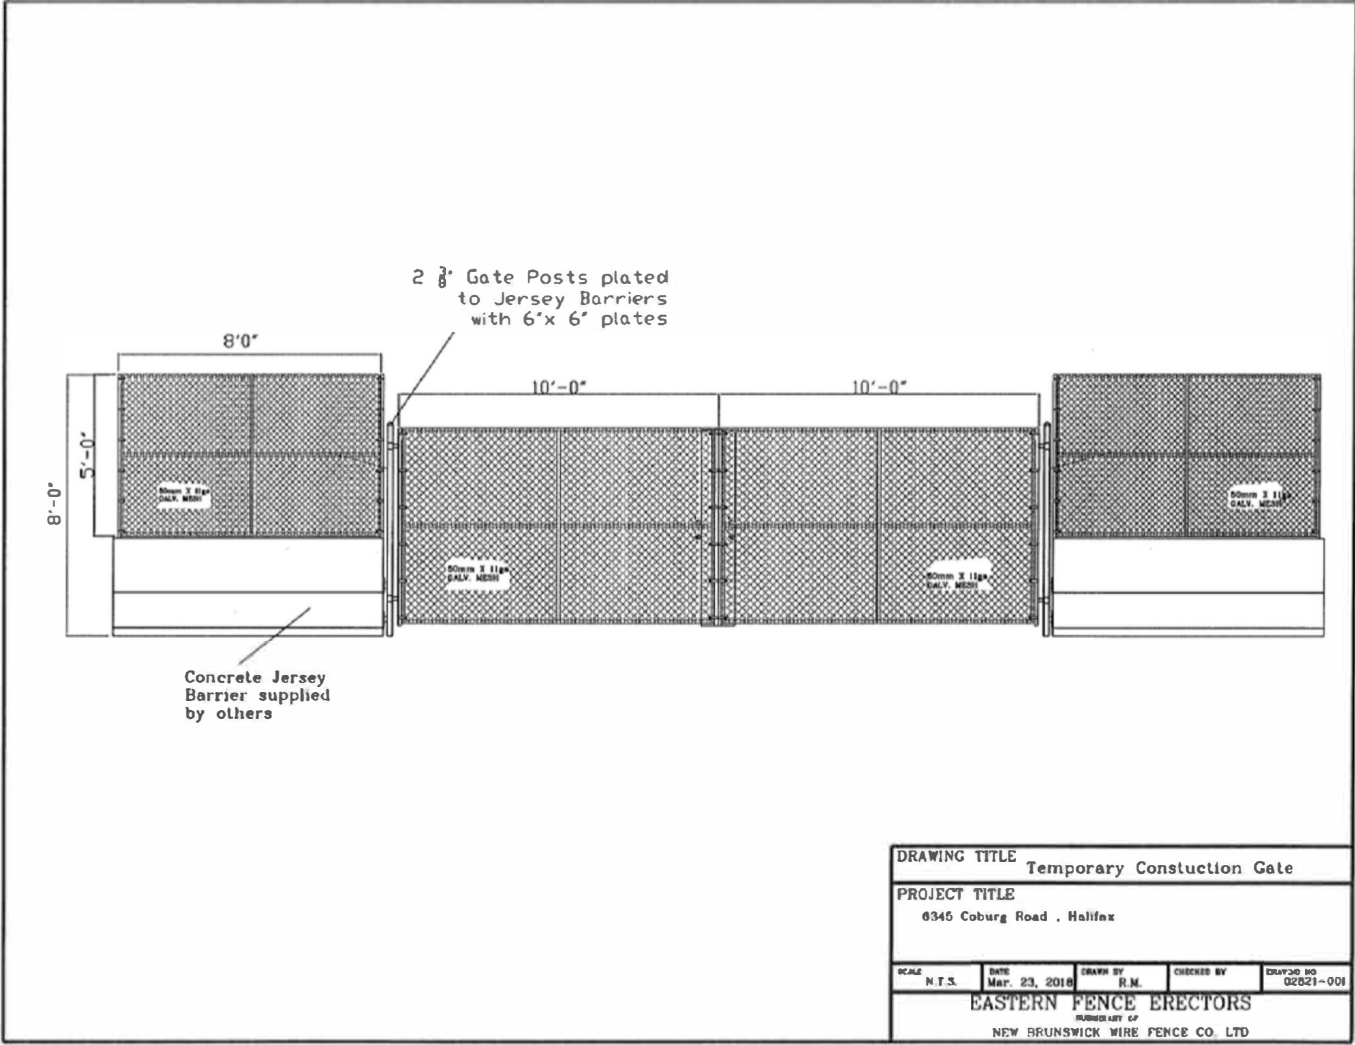 2 3/8" Gate Posts plated
to Jersey Barriers
with 6"x 6" plates
8'0"
10'-0"
10'-0"
5'-0"
8'-0"
50mm X 11ga
GALV. MESH
50mm X 11ga
GALV. MESH
50mm X 11ga
GALV. MESH
50mm X 11ga
GALV. MESH
Concrete Jersey
Barrier supplied
by others
DRAWING TITLE
Temporary Constuction Gate
PROJECT TITLE
6345 Coburg Road , Halifax
SCALE
N.T.S.
DATE
Mar. 23, 2018
DRAWN BY
R.M.
CHECKED BY
DRAWING NO
02821-001
EASTERN FENCE ERECTORS
SUBSIDIARY OF
NEW BRUNSWICK WIRE FENCE CO. LTD